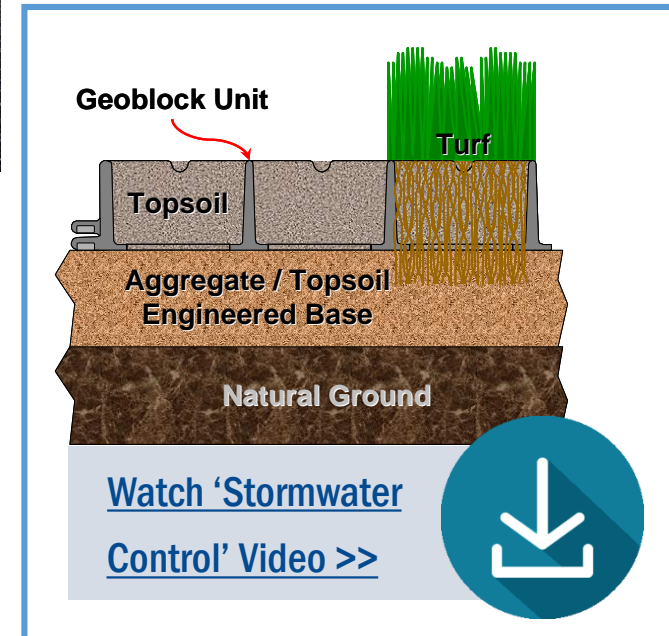 Geoblock Unit
Turf
Topsoil
Aggregate / Topsoil
Engineered Base
Natural Ground
Watch ‘Stormwater
Control’ Video >>